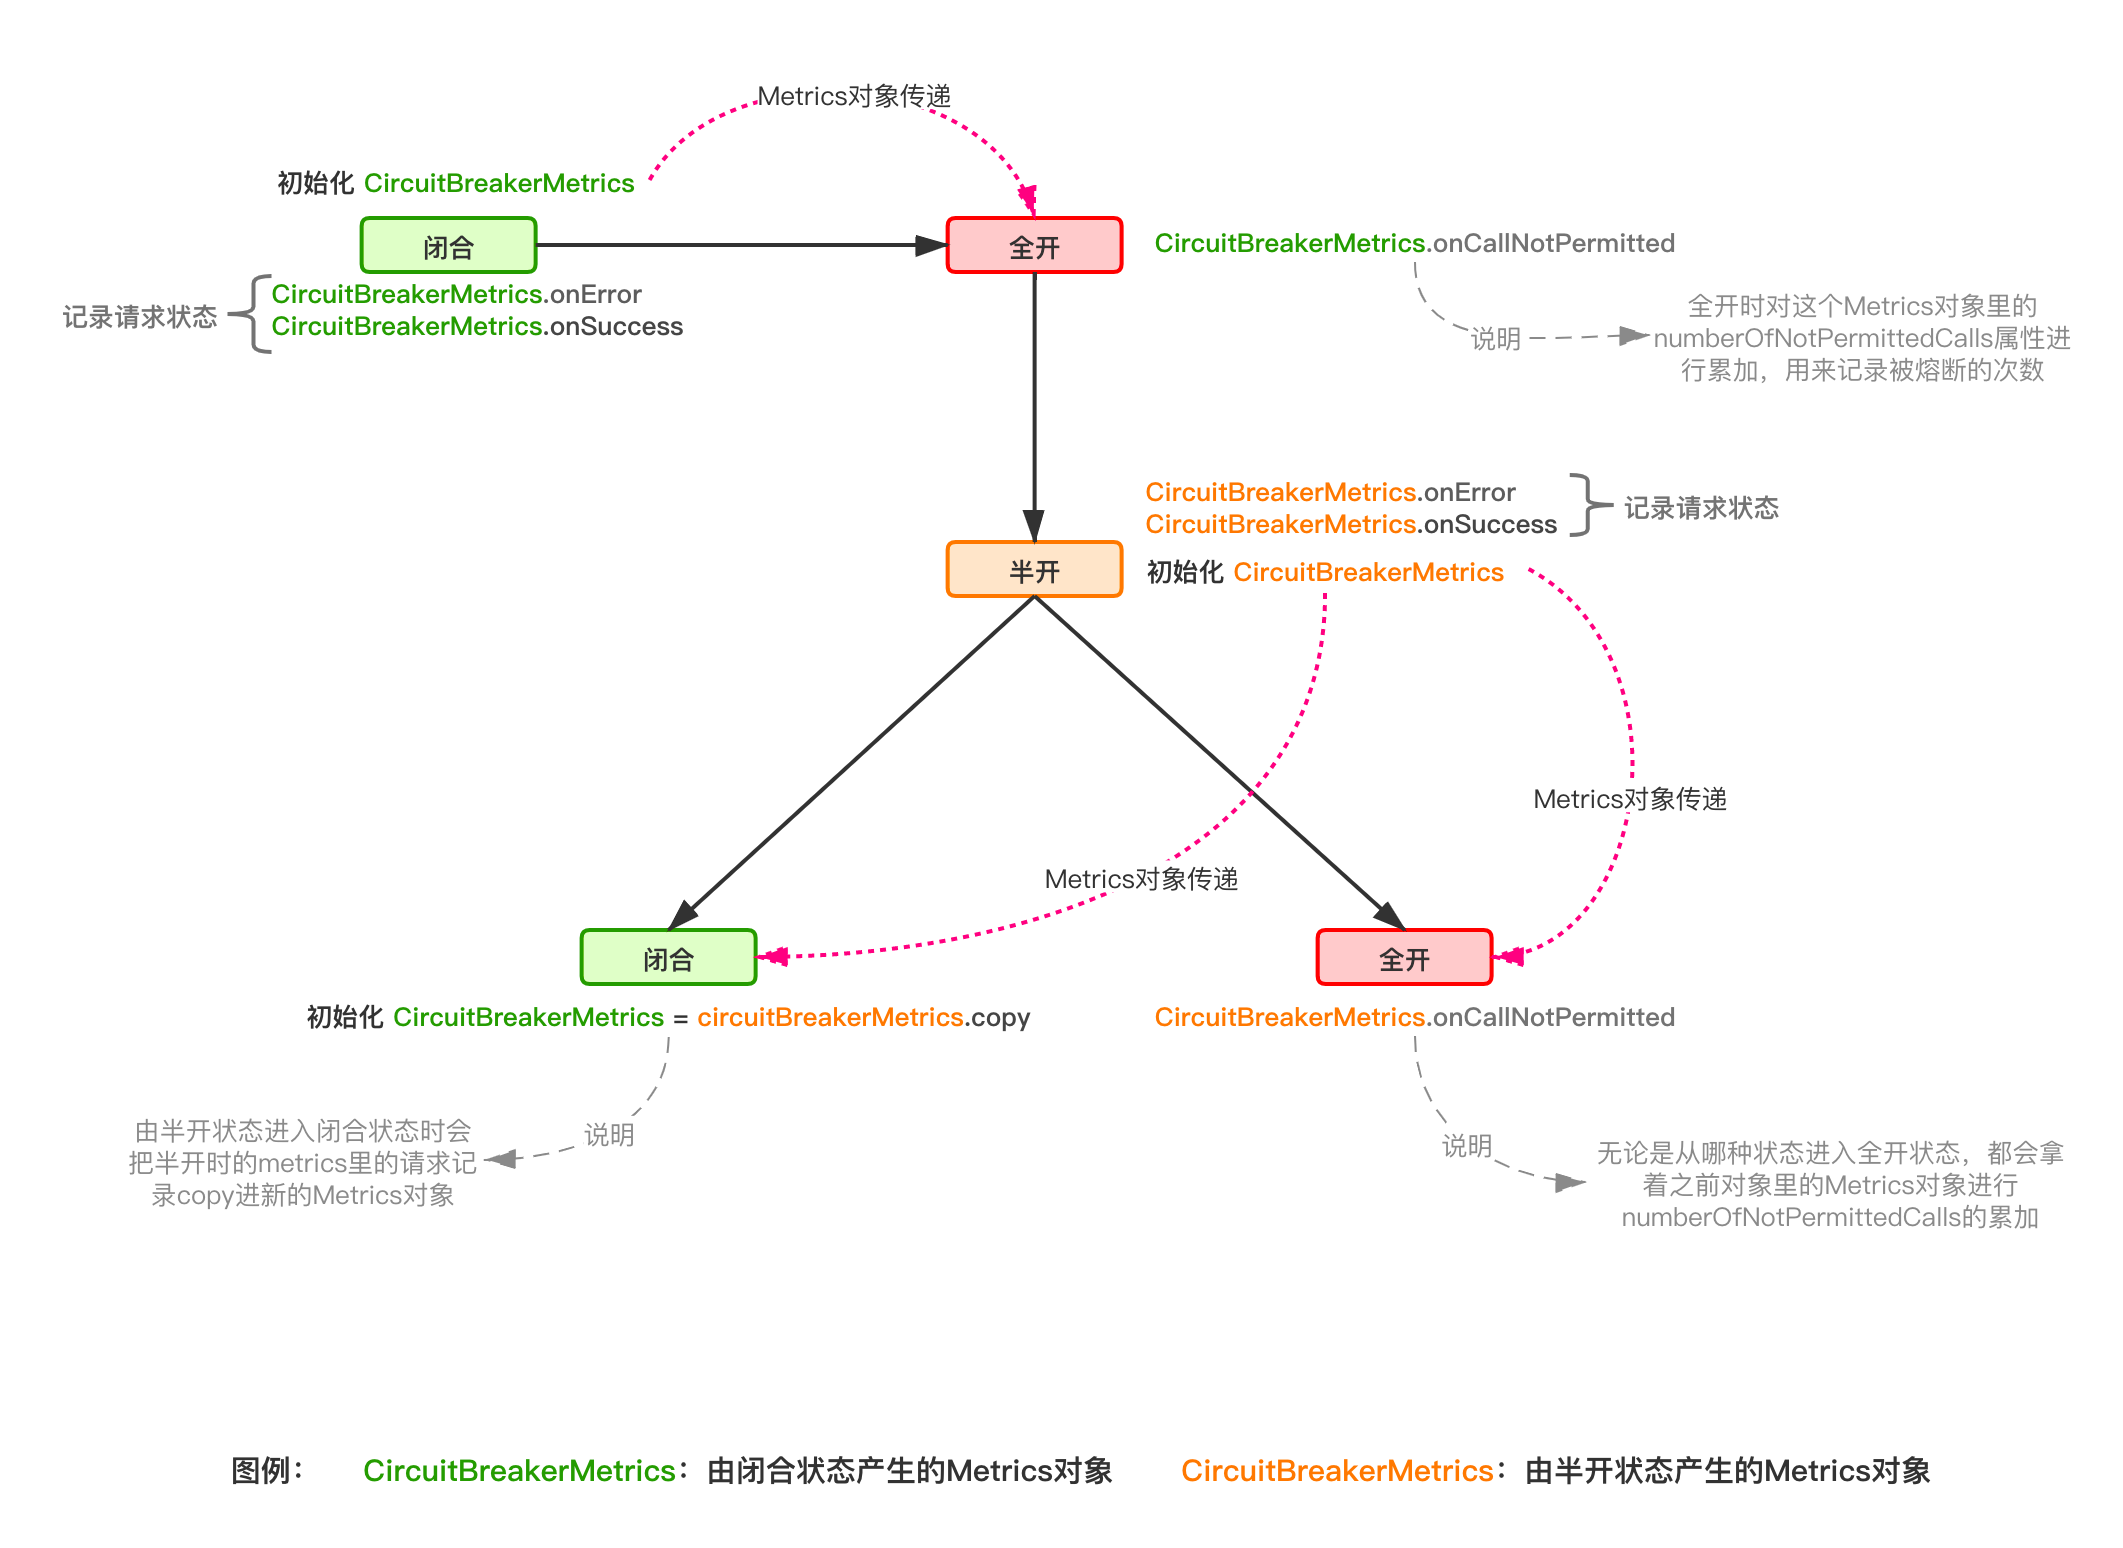 Metrics对象传递
初始化 CircuitBreakerMetrics
闭合
全开
CircuitBreakerMetrics.onCallNotPermitted
记录请求状态
CircuitBreakerMetrics.onError
CircuitBreakerMetrics.onSuccess
说明
全开时对这个Metrics对象里的
numberOfNotPermittedCalls属性进
行累加，用来记录被熔断的次数
CircuitBreakerMetrics.onError
CircuitBreakerMetrics.onSuccess
记录请求状态
半开
初始化 CircuitBreakerMetrics
Metrics对象传递
Metrics对象传递
闭合
全开
初始化 CircuitBreakerMetrics = circuitBreakerMetrics.copy
CircuitBreakerMetrics.onCallNotPermitted
说明
由半开状态进入闭合状态时会
把半开时的metrics里的请求记
录copy进新的Metrics对象
说明
无论是从哪种状态进入全开状态，都会拿
着之前对象里的Metrics对象进行
numberOfNotPermittedCalls的累加
图例： CircuitBreakerMetrics：由闭合状态产生的Metrics对象 CircuitBreakerMetrics：由半开状态产生的Metrics对象